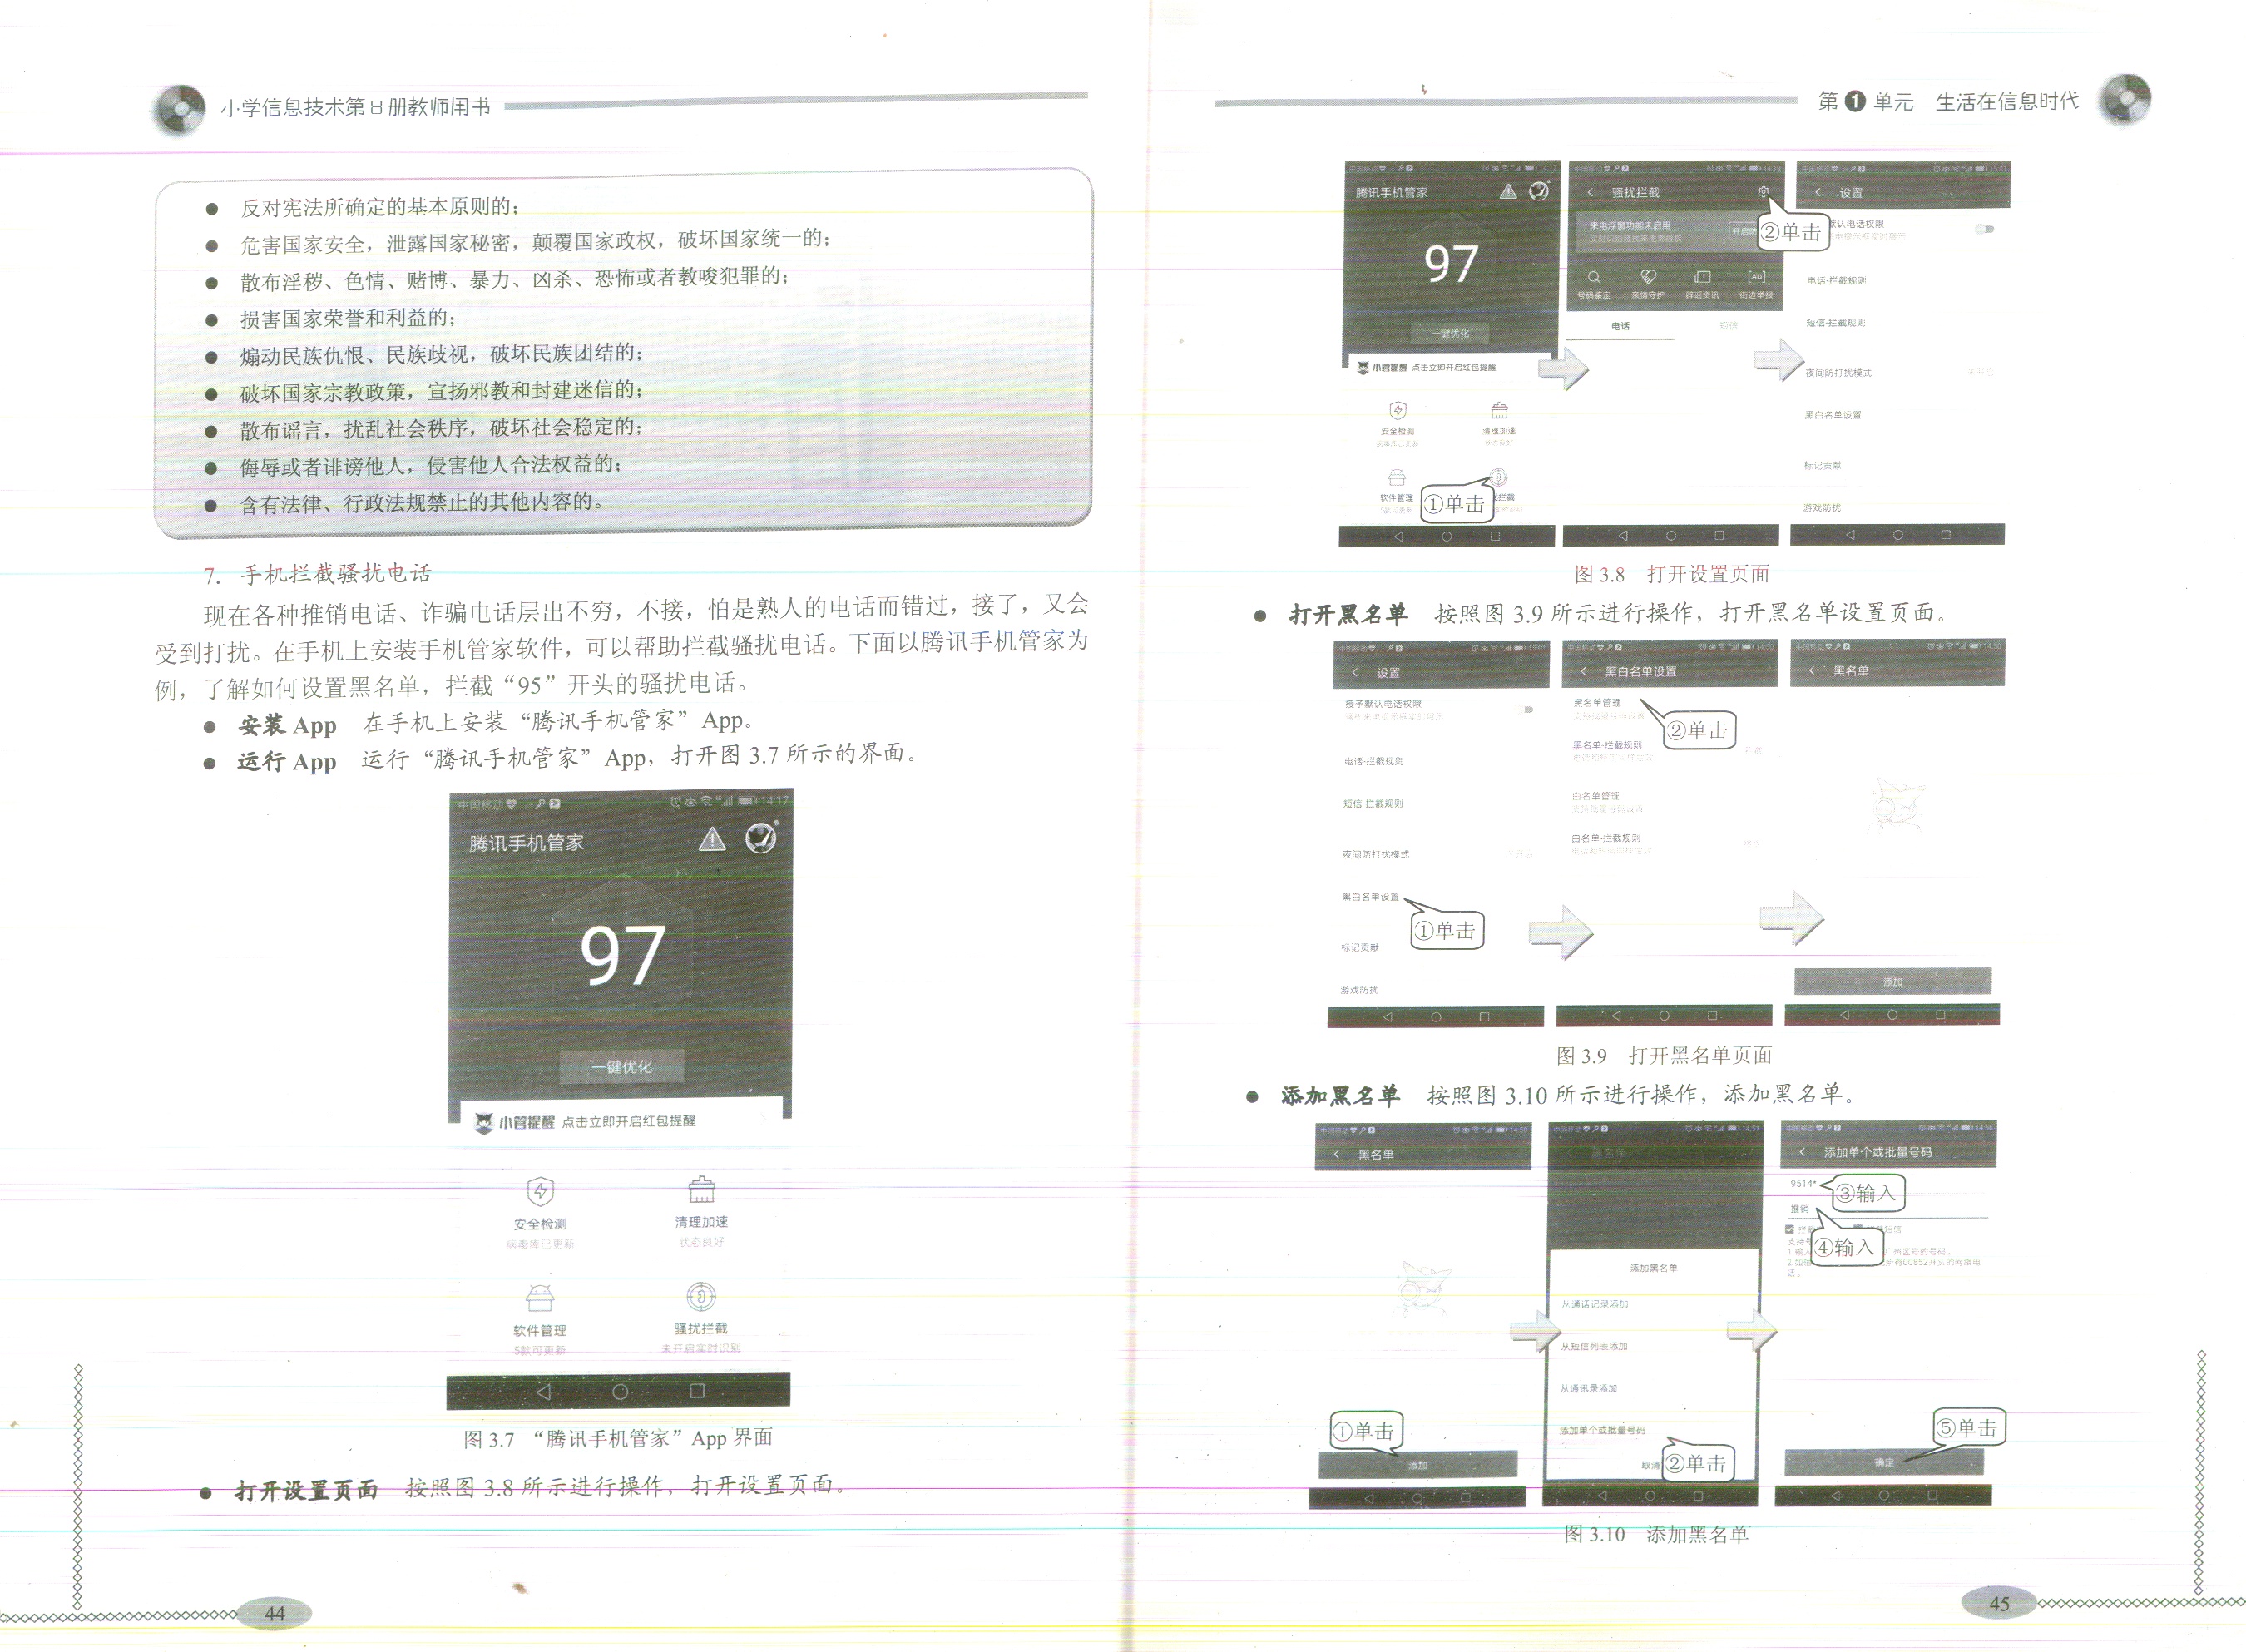 小学信息技术第8册教师用书
● 反对宪法所确定的基本原则的；
● 危害国家安全，泄露国家秘密，颠覆国家政权，破坏国家统一的；
● 散布淫秽、色情、赌博、暴力、凶杀、恐怖或者教唆犯罪的；
● 损害国家荣誉和利益的；
● 煽动民族仇恨、民族歧视，破坏民族团结的；
● 破坏国家宗教政策，宣扬邪教和封建迷信的；
● 散布谣言，扰乱社会秩序，破坏社会稳定的；
● 侮辱或者诽谤他人，侵害他人合法权益的；
● 含有法律、行政法规禁止的其他内容的。
7. 手机拦截骚扰电话
现在各种推销电话、诈骗电话层出不穷，不接，怕是熟人的电话而错过，接了，又会
受到打扰。在手机上安装手机管家软件，可以帮助拦截骚扰电话。下面以腾讯手机管家为
例，了解如何设置黑名单，拦截“95”开头的骚扰电话。
● 安装 App 在手机上安装“腾讯手机管家”App。
● 运行 App 运行“腾讯手机管家”App，打开图 3.7 所示的界面。
中国移动 14:17
腾讯手机管家
97
一键优化
小管提醒 点击立即开启红包提醒
安全检测 清理加速
病毒库已更新 状态良好
软件管理 骚扰拦截
5款可更新 未开启实时识别
图 3.7 “腾讯手机管家”App 界面
● 打开设置页面 按照图 3.8 所示进行操作，打开设置页面。
44
第1单元 生活在信息时代
腾讯手机管家
97
一键优化
小管提醒 点击立即开启红包提醒
安全检测 清理加速
软件管理
①单击
骚扰拦截
②单击
来电浮窗功能未启用
号码鉴定 亲情守护 辟谣资讯 街边举报
电话 短信
设置
电话-拦截规则
短信-拦截规则
夜间防打扰模式
黑白名单设置
标记贡献
游戏防扰
图 3.8 打开设置页面
● 打开黑名单 按照图 3.9 所示进行操作，打开黑名单设置页面。
设置
授予默认电话权限
电话-拦截规则
短信-拦截规则
夜间防打扰模式
黑白名单设置
①单击
标记贡献
游戏防扰
黑白名单设置
黑名单管理
②单击
黑名单-拦截规则
白名单管理
白名单-拦截规则
黑名单
添加
图 3.9 打开黑名单页面
● 添加黑名单 按照图 3.10 所示进行操作，添加黑名单。
黑名单
①单击
添加
添加黑名单
从通话记录添加
从短信列表添加
从通讯录添加
添加单个或批量号码
取消
②单击
添加单个或批量号码
9514*
③输入
推销
④输入
⑤单击
确定
图 3.10 添加黑名单
45